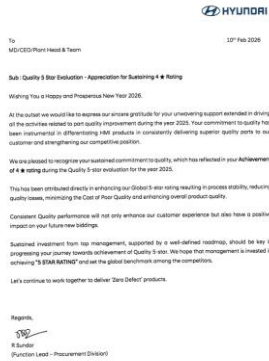 HYUNDAI
To
10th Feb 2026
MD/CEO/Plant Head & Team
Sub : Quality 5 Star Evaluation - Appreciation for Sustaining 4 ★ Rating
Wishing You a Happy and Prosperous New Year 2026.
At the outset we would like to express our sincere gratitude for your unwavering support extended in driving
all the activities related to part quality improvement during the year 2025. Your commitment to quality has
been instrumental in differentiating HMI products in consistently delivering superior quality parts to our
customer and strengthening our competitive position.
We are pleased to recognize your sustained commitment to quality, which has reflected in your Achievement
of 4 ★ rating during the Quality 5-star evaluation for the year 2025.
This has been attributed directly in enhancing our Global 5-star rating resulting in process stability, reducing
quality losses, minimizing the Cost of Poor Quality and enhancing overall product quality.
Consistent Quality performance will not only enhance our customer experience but also have a positive
impact on your future new biddings.
Sustained investment from top management, supported by a well-defined roadmap, should be key in
progressing your journey towards achievement of Quality 5-star. We hope that management is invested in
achieving "5 STAR RATING" and set the global benchmark among the competitors.
Let's continue to work together to deliver 'Zero Defect' products.
Regards,
R Sundar
(Function Lead - Procurement Division)